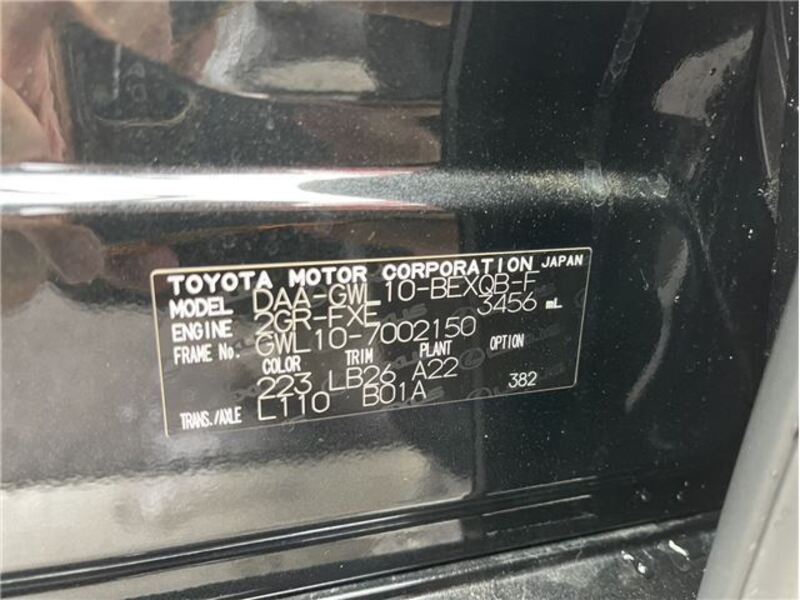 TOYOTA MOTOR CORPORATION JAPAN
MODEL DAA-GWL10-BEXQB-F
ENGINE 2GR-FXE 3456 mL
FRAME No. GWL10-7002150
COLOR TRIM PLANT OPTION
223 LB26 A22 382
TRANS./AXLE L110 B01A